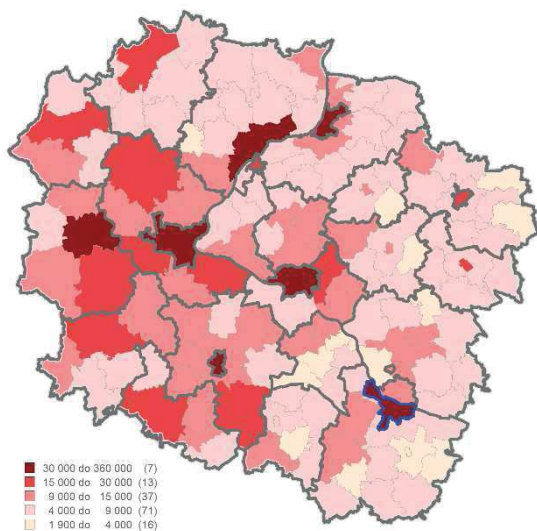 30 000 do 360 000 (7)
15 000 do 30 000 (13)
9 000 do 15 000 (37)
4 000 do 9 000 (71)
1 900 do 4 000 (16)